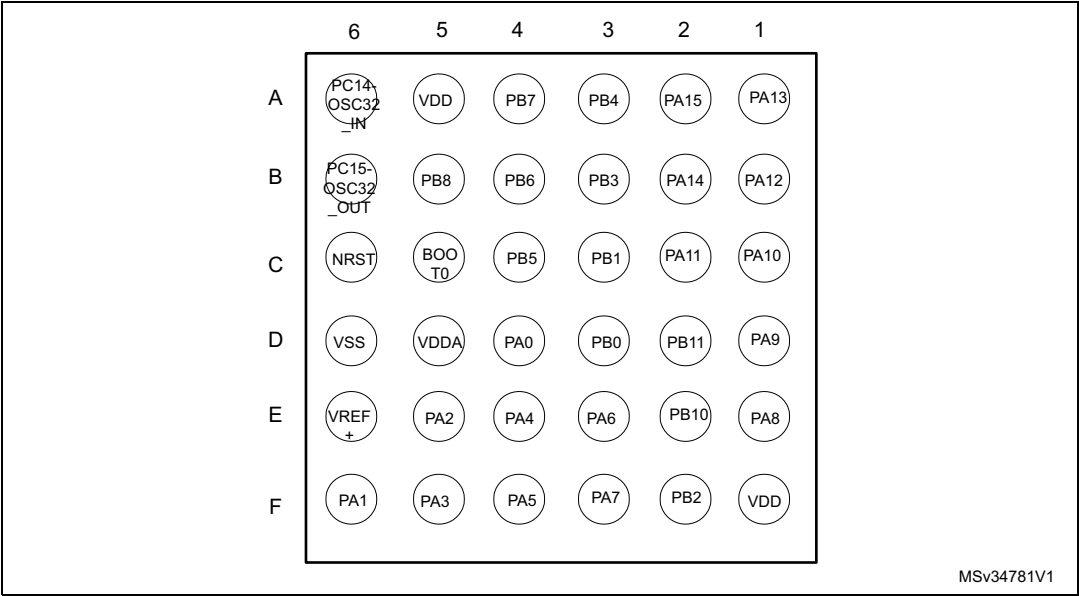 6 5 4 3 2 1
A PC14-OSC32_IN VDD PB7 PB4 PA15 PA13
B PC15-OSC32_OUT PB8 PB6 PB3 PA14 PA12
C NRST BOOT0 PB5 PB1 PA11 PA10
D VSS VDDA PA0 PB0 PB11 PA9
E VREF+ PA2 PA4 PA6 PB10 PA8
F PA1 PA3 PA5 PA7 PB2 VDD
MSv34781V1